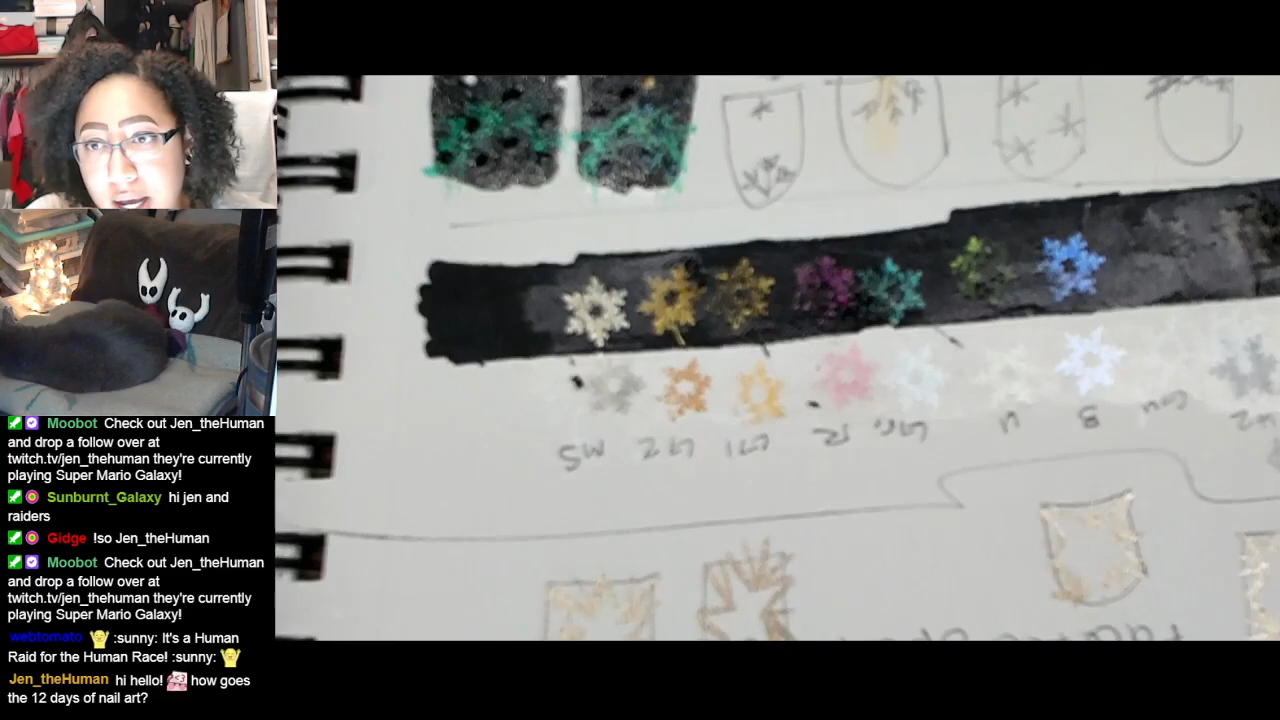 Moobot Check out Jen_theHuman
and drop a follow over at
twitch.tv/jen_thehuman they're currently
playing Super Mario Galaxy!
Sunburnt_Galaxy hi jen and
raiders
Gidge !so Jen_theHuman
Moobot Check out Jen_theHuman
and drop a follow over at
twitch.tv/jen_thehuman they're currently
playing Super Mario Galaxy!
webtomato :sunny: It's a Human
Raid for the Human Race! :sunny:
Jen_theHuman hi hello! <3 how goes
the 12 days of nail art?